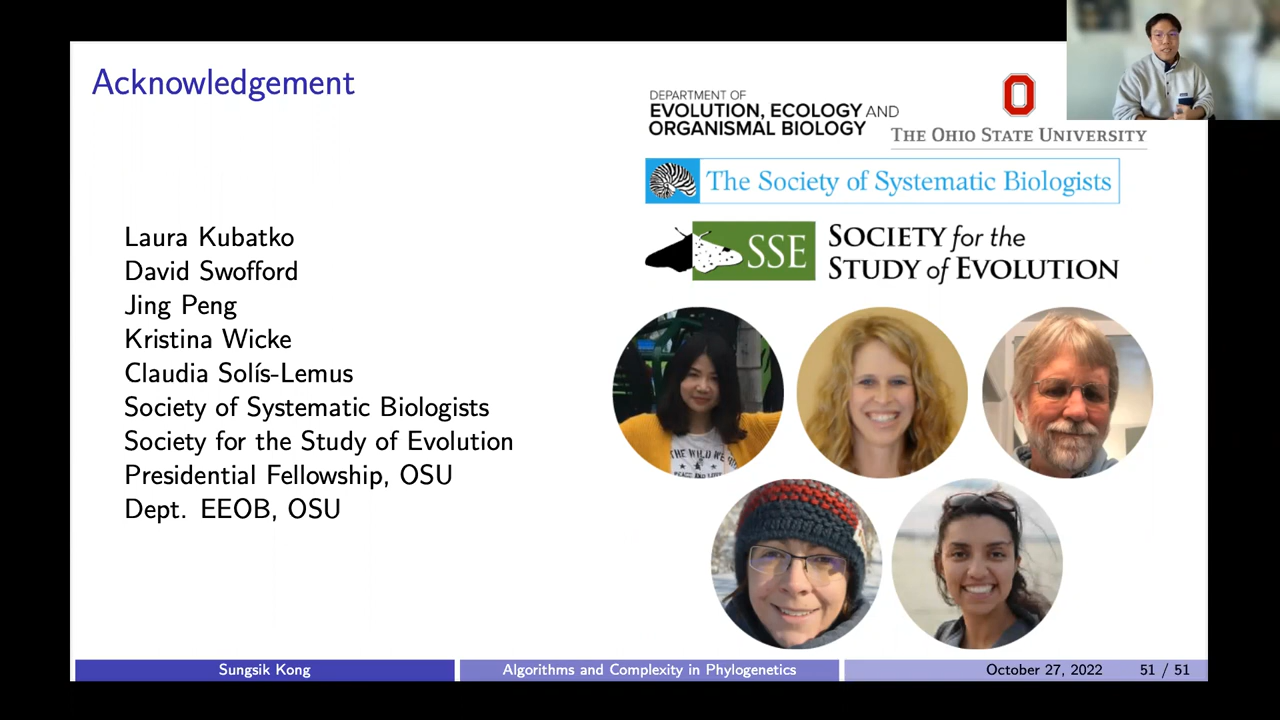 Acknowledgement
DEPARTMENT OF
EVOLUTION, ECOLOGY AND
ORGANISMAL BIOLOGY
THE OHIO STATE UNIVERSITY
The Society of Systematic Biologists
SSE
SOCIETY for the
STUDY of EVOLUTION
Laura Kubatko
David Swofford
Jing Peng
Kristina Wicke
Claudia Solís-Lemus
Society of Systematic Biologists
Society for the Study of Evolution
Presidential Fellowship, OSU
Dept. EEOB, OSU
THE WILD WE
Sungsik Kong
Algorithms and Complexity in Phylogenetics
October 27, 2022
51 / 51